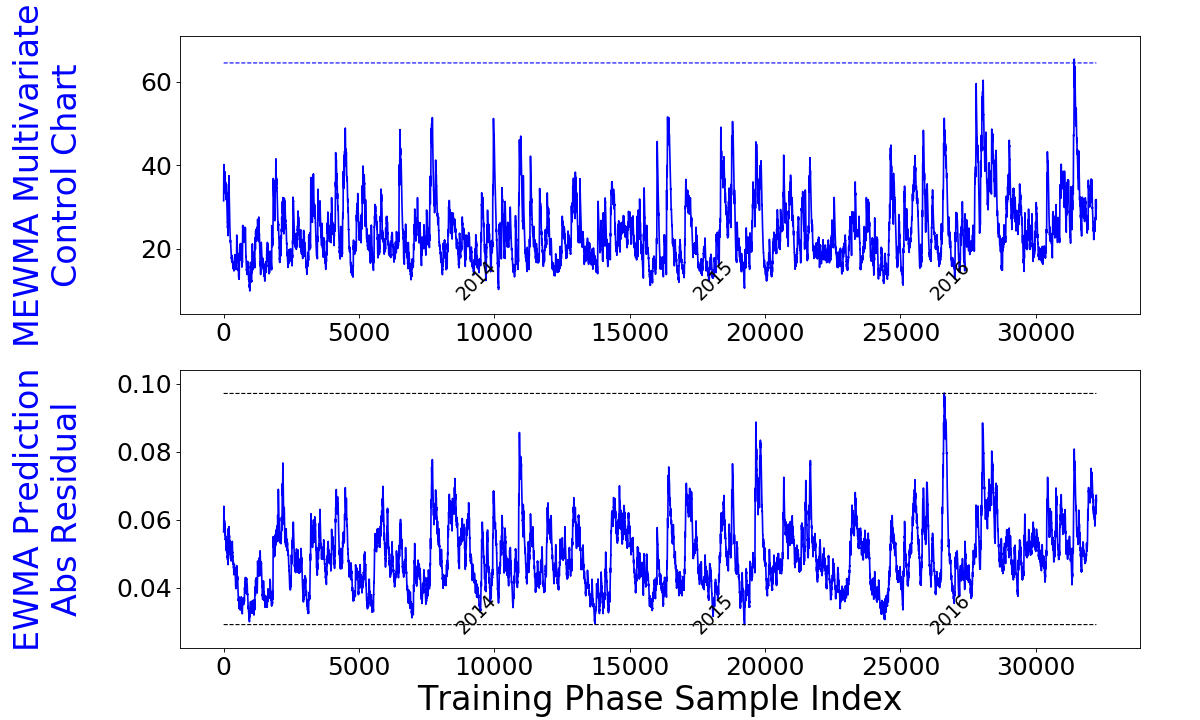 MEWMA Multivariate
Control Chart
60
40
20
2014
2015
2016
0 5000 10000 15000 20000 25000 30000
EWMA Prediction
Abs Residual
0.10
0.08
0.06
0.04
2014
2015
2016
0 5000 10000 15000 20000 25000 30000
Training Phase Sample Index